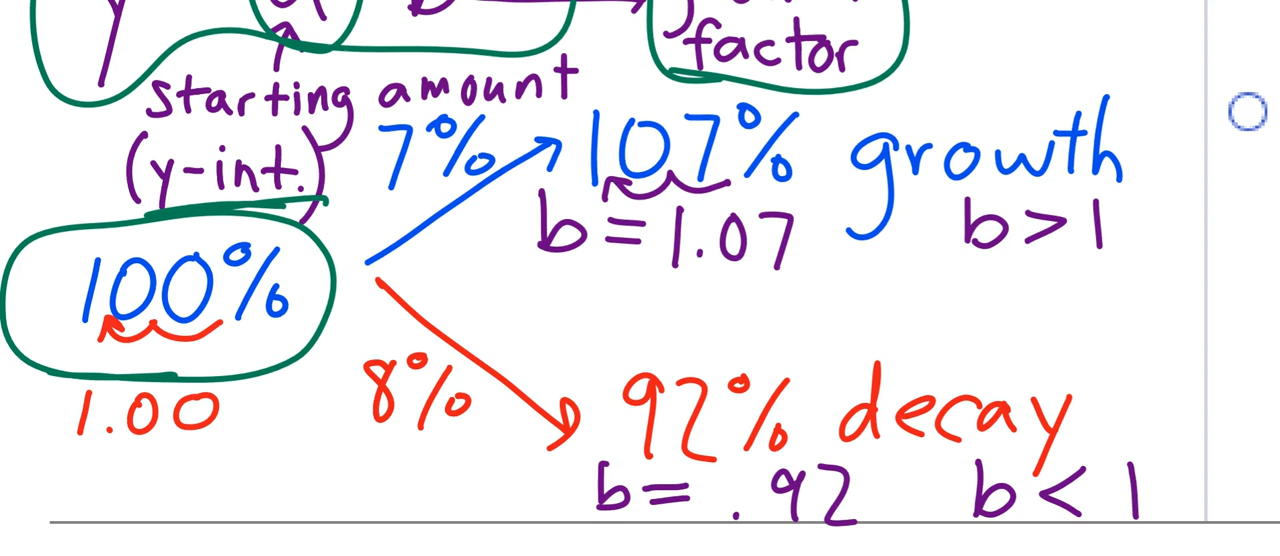 factor
starting amount
(y-int.)
7% 107% growth
b = 1.07 b > 1
100%
1.00
8% 92% decay
b = .92 b < 1